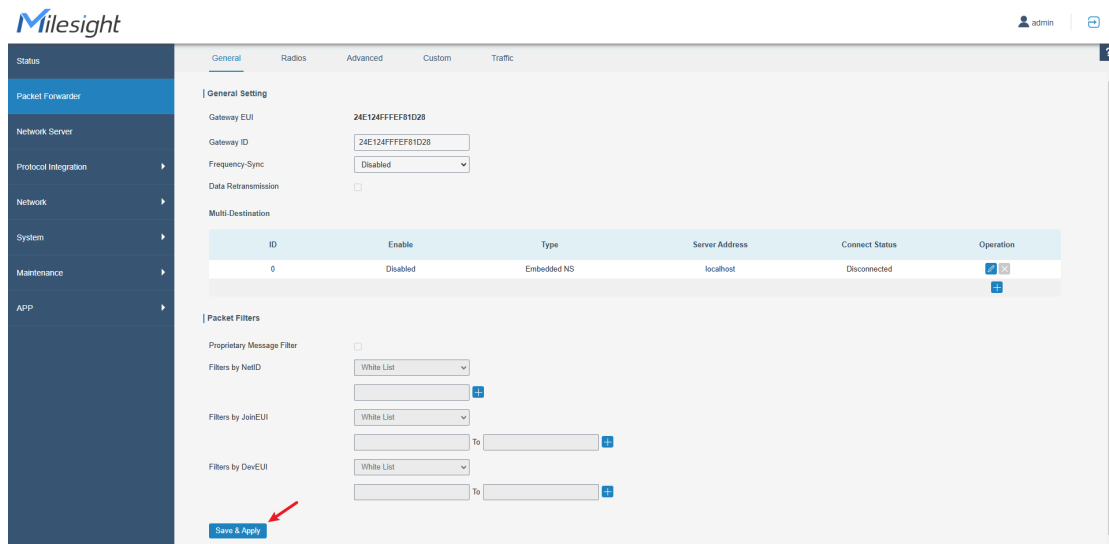 Milesight
admin
?
Status
Packet Forwarder
Network Server
Protocol Integration
Network
System
Maintenance
APP
General Radios Advanced Custom Traffic
General Setting
Gateway EUI 24E124FFFEF81D28
Gateway ID 24E124FFFEF81D28
Frequency-Sync Disabled
Data Retransmission
Multi-Destination
ID Enable Type Server Address Connect Status Operation
0 Disabled Embedded NS localhost Disconnected
Packet Filters
Proprietary Message Filter
Filters by NetID White List
Filters by JoinEUI White List
To
Filters by DevEUI White List
To
Save & Apply